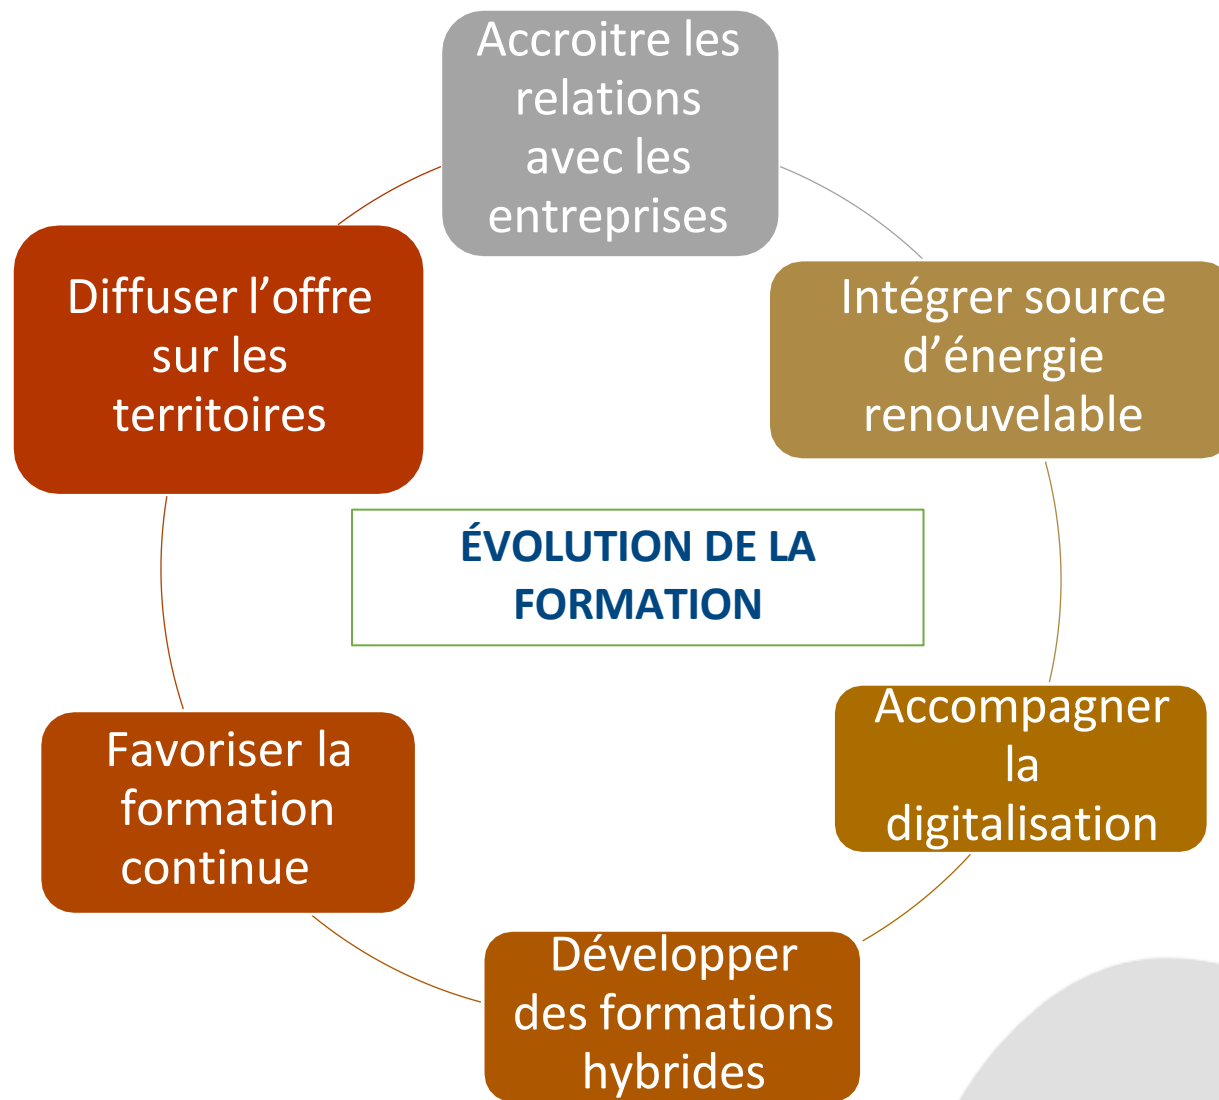 Accroitre les
relations
avec les
entreprises
Diffuser l’offre
sur les
territoires
Intégrer source
d’énergie
renouvelable
ÉVOLUTION DE LA
FORMATION
Favoriser la
formation
continue
Accompagner
la
digitalisation
Développer
des formations
hybrides